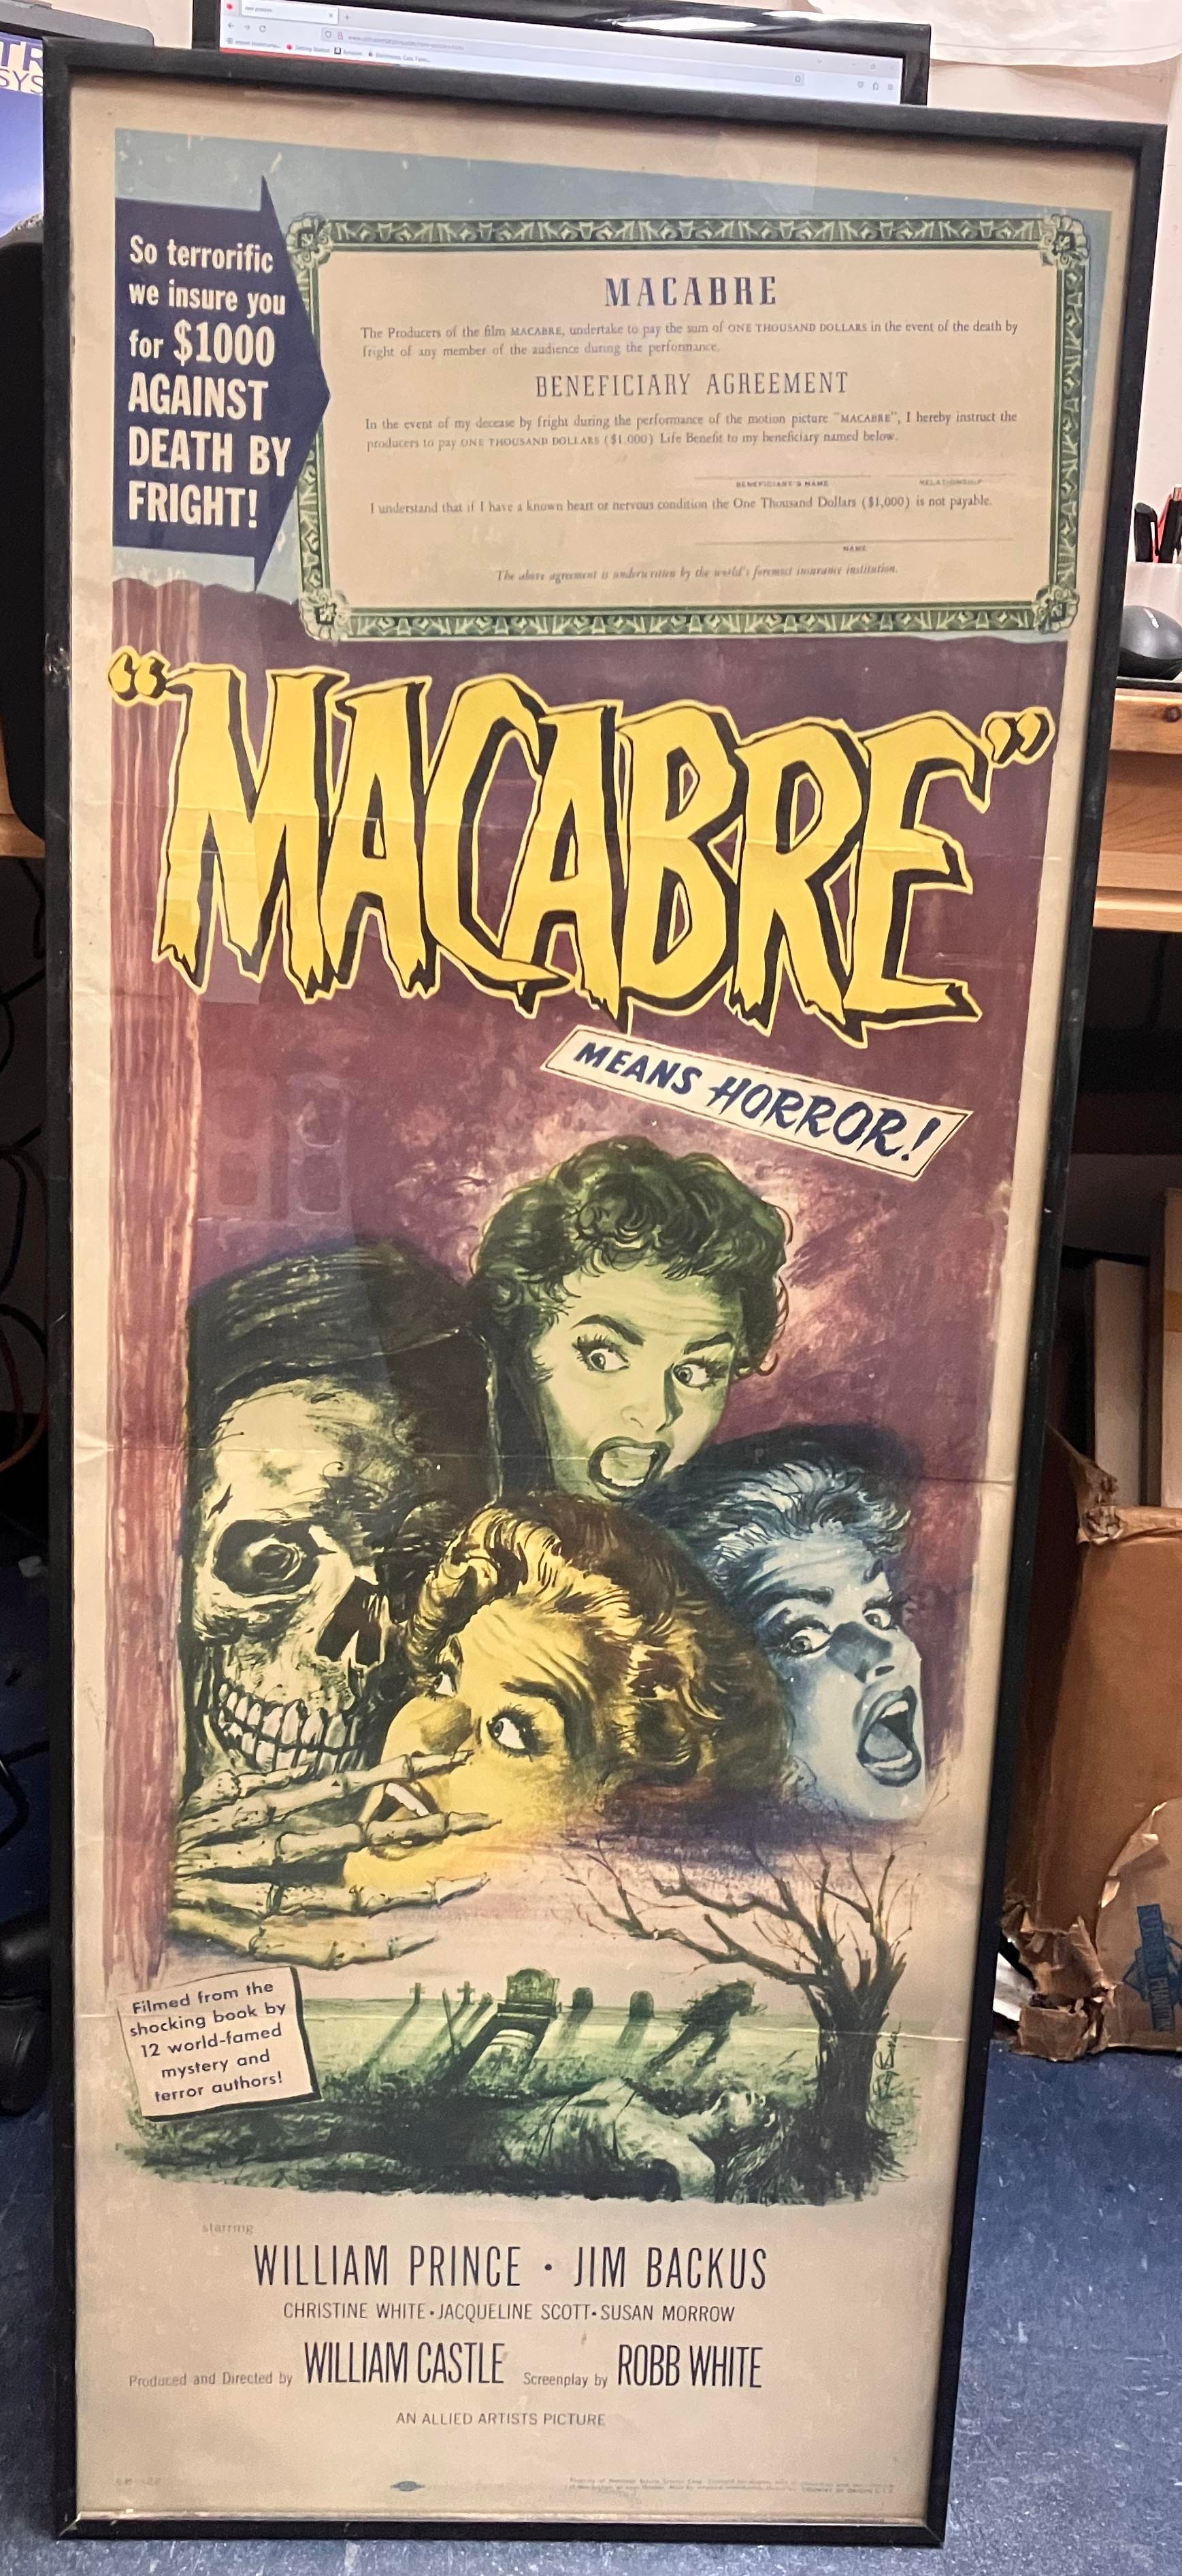 So terrorific
we insure you
for $1000
AGAINST
DEATH BY
FRIGHT!
MACABRE
The Producers of the film MACABRE, undertake to pay the sum of ONE THOUSAND DOLLARS in the event of the death by
fright of any member of the audience during the performance.
BENEFICIARY AGREEMENT
In the event of my decease by fright during the performance of the motion picture "MACABRE", I hereby instruct the
producers to pay ONE THOUSAND DOLLARS ($1,000) Life Benefit to my beneficiary named below.
BENEFICIARY'S NAME RELATIONSHIP
I understand that if I have a known heart or nervous condition the One Thousand Dollars ($1,000) is not payable.
NAME
The above agreement is underwritten by the world's foremost insurance institution.
"MACABRE"
MEANS HORROR!
Filmed from the
shocking book by
12 world-famed
mystery and
terror authors!
starring
WILLIAM PRINCE · JIM BACKUS
CHRISTINE WHITE · JACQUELINE SCOTT · SUSAN MORROW
Produced and Directed by WILLIAM CASTLE Screenplay by ROBB WHITE
AN ALLIED ARTISTS PICTURE